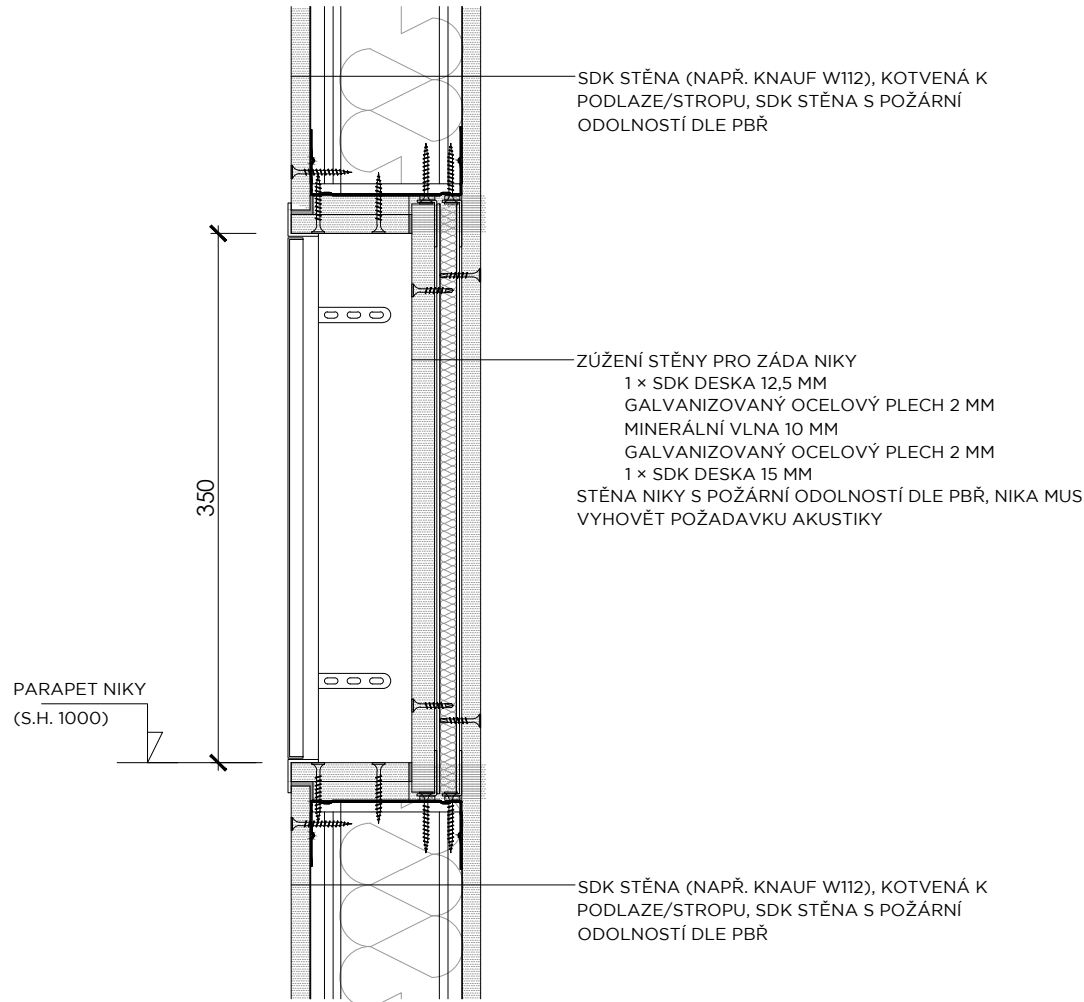 SDK STĚNA (NAPŘ. KNAUF W112), KOTVENÁ K
PODLAZE/STROPU, SDK STĚNA S POŽÁRNÍ
ODOLNOSTÍ DLE PBŘ
ZÚŽENÍ STĚNY PRO ZÁDA NIKY
1 × SDK DESKA 12,5 MM
GALVANIZOVANÝ OCELOVÝ PLECH 2 MM
MINERÁLNÍ VLNA 10 MM
GALVANIZOVANÝ OCELOVÝ PLECH 2 MM
1 × SDK DESKA 15 MM
STĚNA NIKY S POŽÁRNÍ ODOLNOSTÍ DLE PBŘ, NIKA MUS
VYHOVĚT POŽADAVKU AKUSTIKY
350
PARAPET NIKY
(S.H. 1000)
SDK STĚNA (NAPŘ. KNAUF W112), KOTVENÁ K
PODLAZE/STROPU, SDK STĚNA S POŽÁRNÍ
ODOLNOSTÍ DLE PBŘ